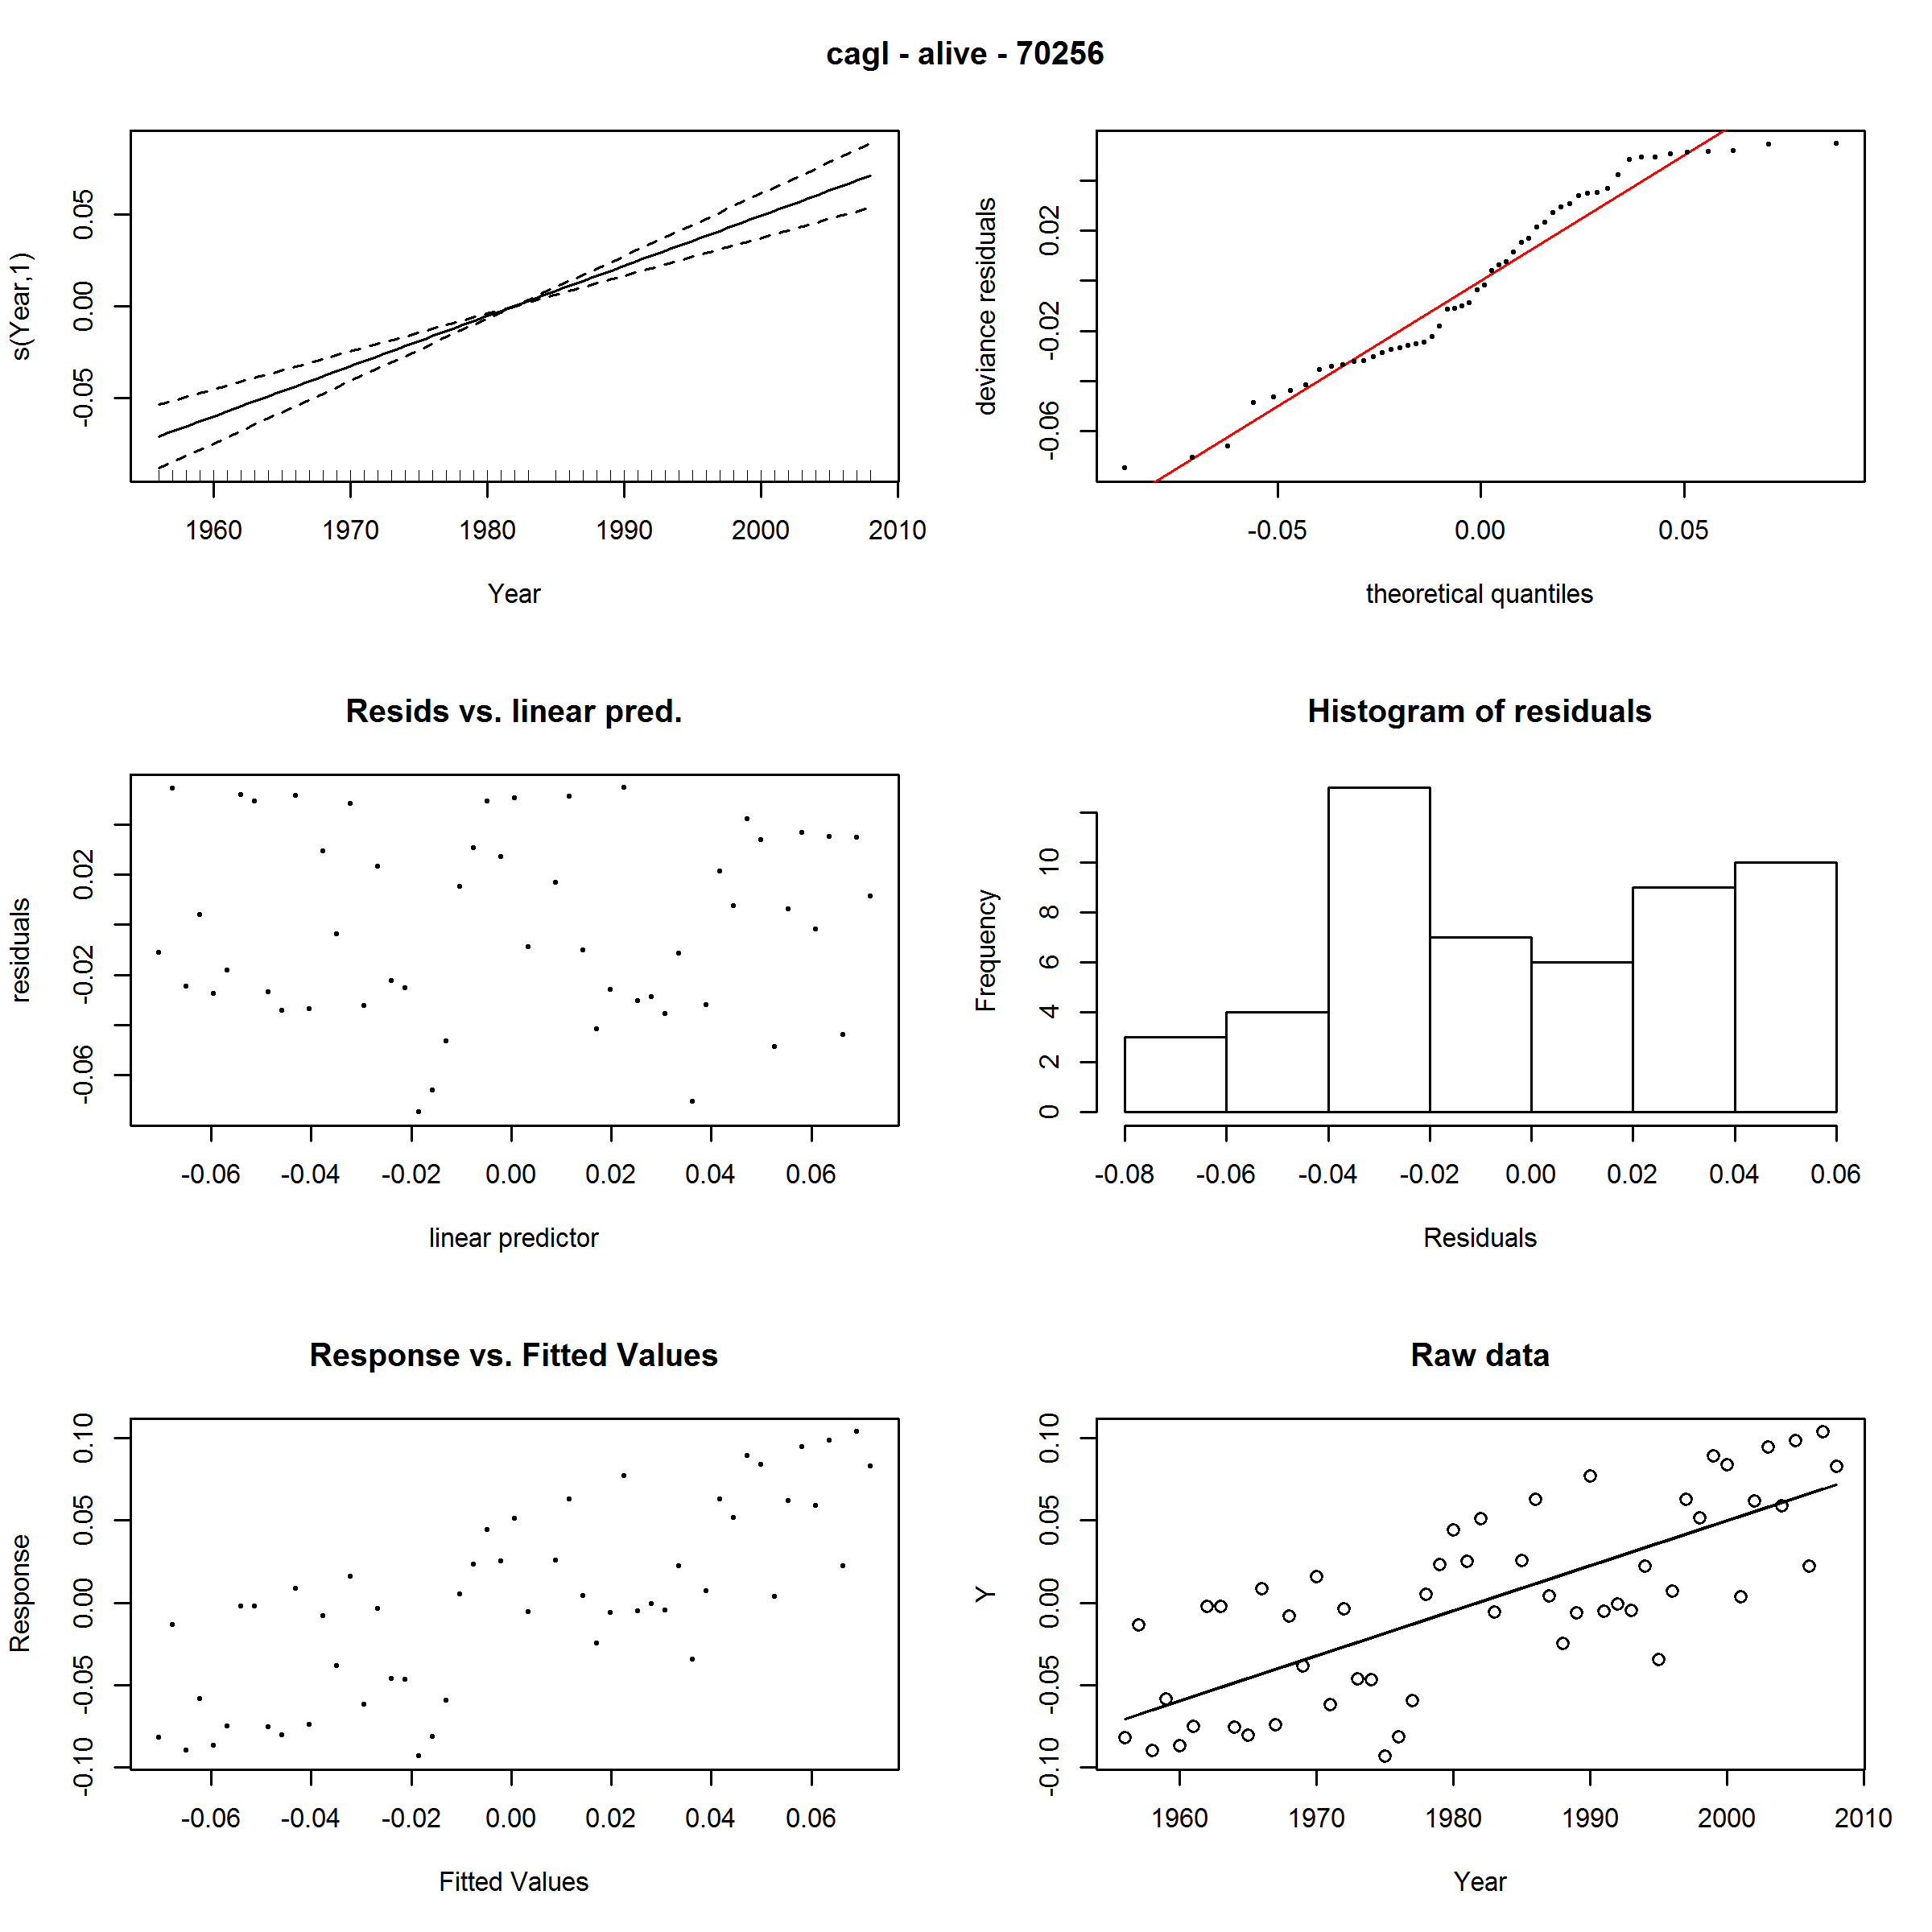 cagl - alive - 70256
s(Year,1)
-0.05 0.00 0.05
1960 1970 1980 1990 2000 2010
Year
deviance residuals
-0.06 -0.02 0.02
-0.05 0.00 0.05
theoretical quantiles
Resids vs. linear pred.
residuals
-0.06 -0.02 0.02
-0.06 -0.04 -0.02 0.00 0.02 0.04 0.06
linear predictor
Histogram of residuals
Frequency
0 2 4 6 8 10
-0.08 -0.06 -0.04 -0.02 0.00 0.02 0.04 0.06
Residuals
Response vs. Fitted Values
Response
-0.10 -0.05 0.00 0.05 0.10
-0.06 -0.04 -0.02 0.00 0.02 0.04 0.06
Fitted Values
Raw data
Y
-0.10 -0.05 0.00 0.05 0.10
1960 1970 1980 1990 2000 2010
Year